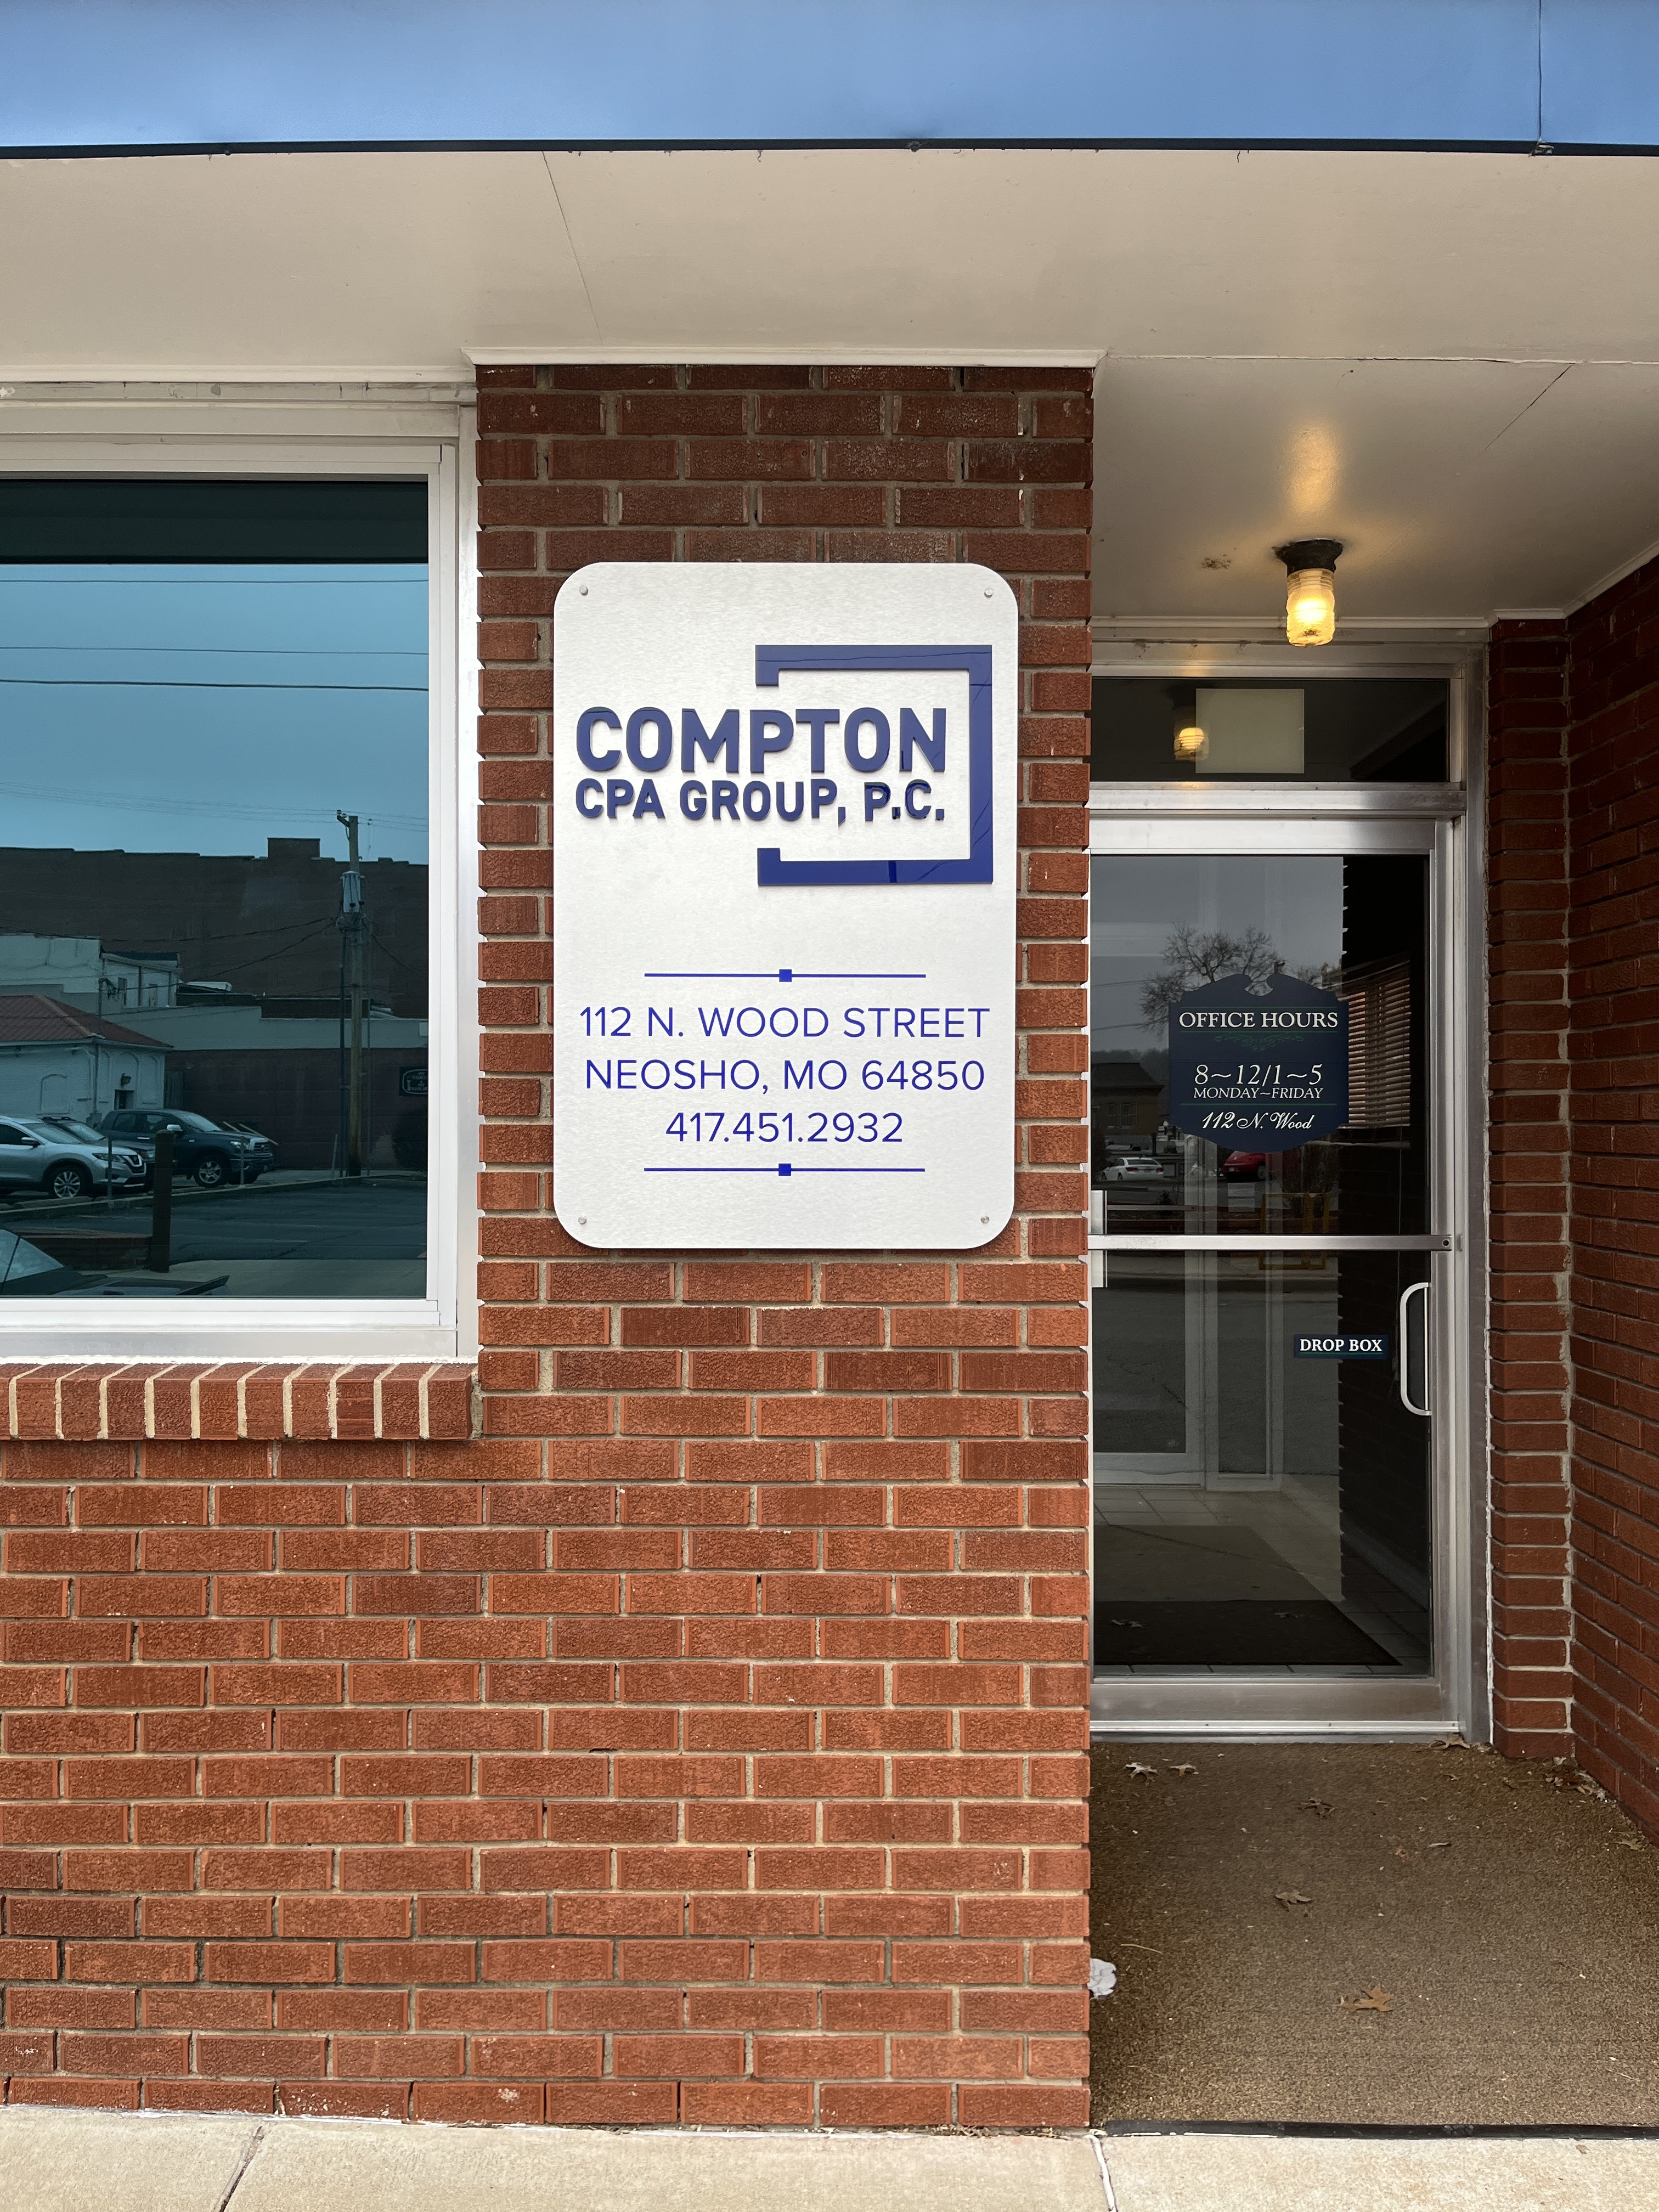 COMPTON
CPA GROUP, P.C.
112 N. WOOD STREET
NEOSHO, MO 64850
417.451.2932
OFFICE HOURS
8~12/1~5
MONDAY~FRIDAY
112 N. Wood
DROP BOX